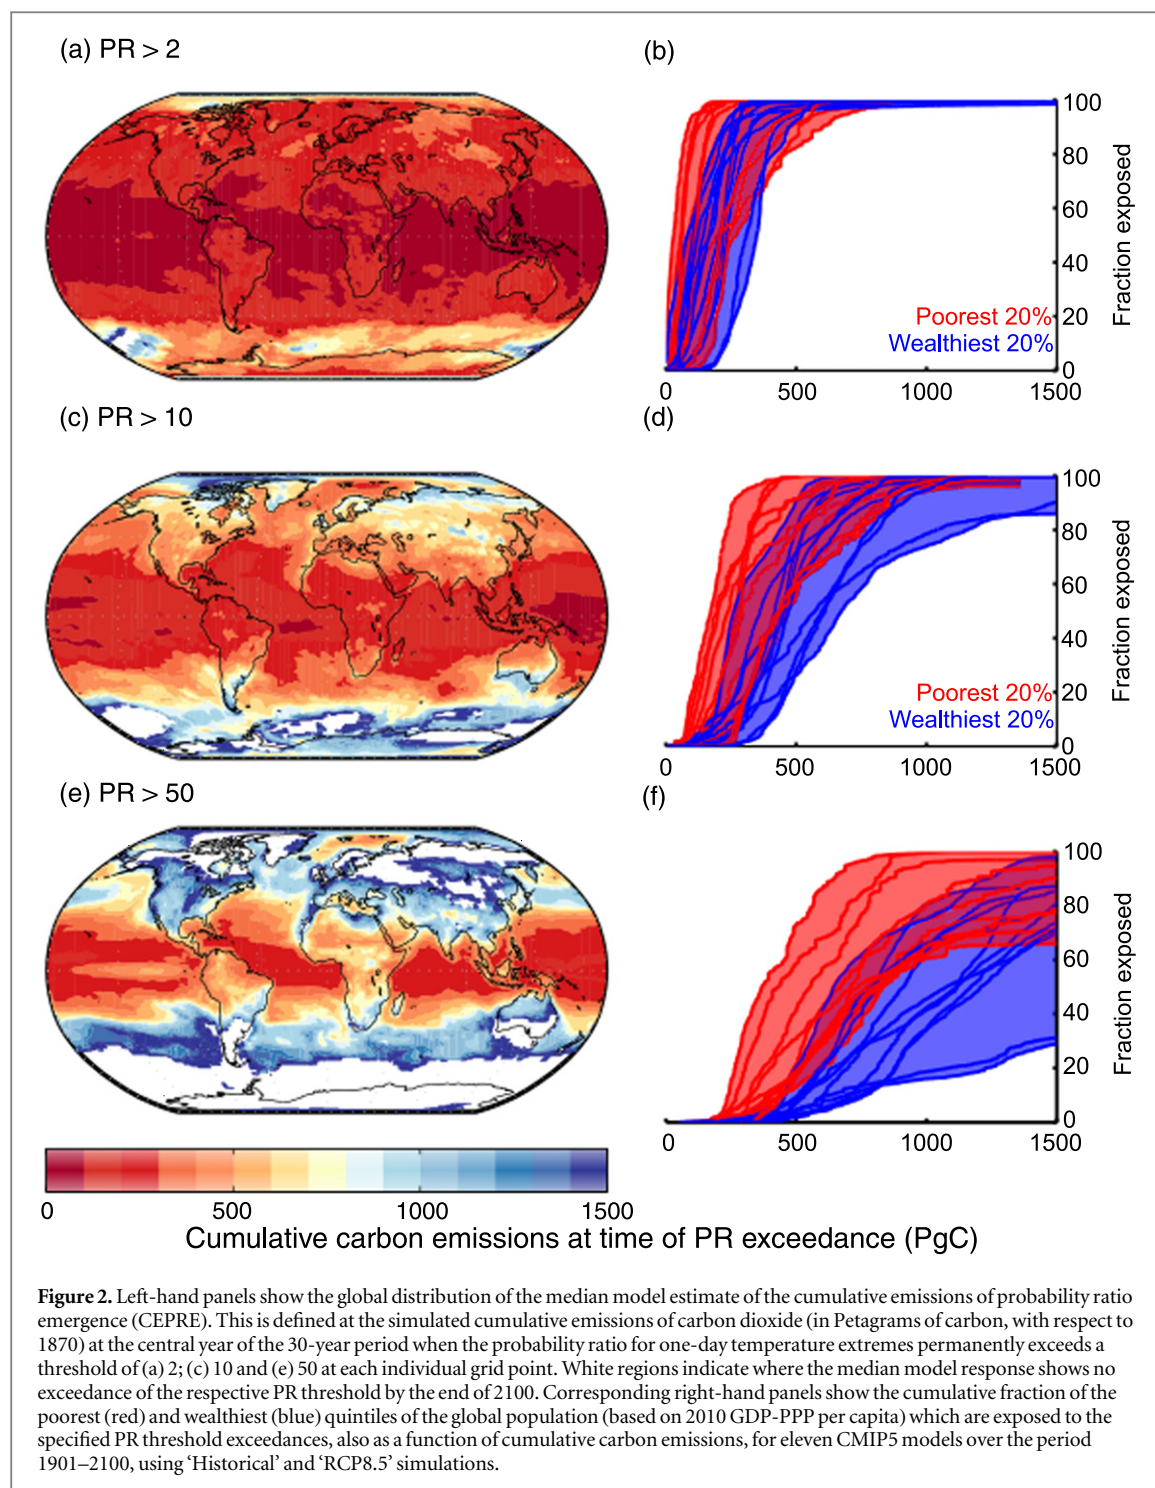 (a) PR > 2
(b)
100
80
60
40
20
0
Fraction exposed
Poorest 20%
Wealthiest 20%
0 500 1000 1500
(c) PR > 10
(d)
100
80
60
40
20
0
Fraction exposed
Poorest 20%
Wealthiest 20%
0 500 1000 1500
(e) PR > 50
(f)
100
80
60
40
20
0
Fraction exposed
0 500 1000 1500
0 500 1000 1500
Cumulative carbon emissions at time of PR exceedance (PgC)
Figure 2. Left-hand panels show the global distribution of the median model estimate of the cumulative emissions of probability ratio
emergence (CEPRE). This is defined at the simulated cumulative emissions of carbon dioxide (in Petagrams of carbon, with respect to
1870) at the central year of the 30-year period when the probability ratio for one-day temperature extremes permanently exceeds a
threshold of (a) 2; (c) 10 and (e) 50 at each individual grid point. White regions indicate where the median model response shows no
exceedance of the respective PR threshold by the end of 2100. Corresponding right-hand panels show the cumulative fraction of the
poorest (red) and wealthiest (blue) quintiles of the global population (based on 2010 GDP-PPP per capita) which are exposed to the
specified PR threshold exceedances, also as a function of cumulative carbon emissions, for eleven CMIP5 models over the period
1901–2100, using ‘Historical’ and ‘RCP8.5’ simulations.